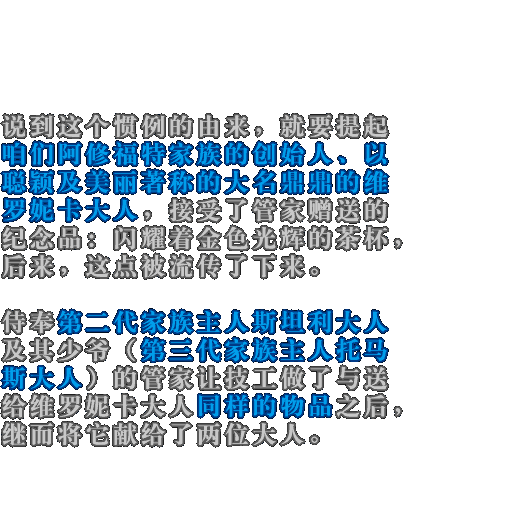 说到这个惯例的由来，就要提起
咱们阿修福特家族的创始人、以
聪颖及美丽著称的大名鼎鼎的维
罗妮卡大人，接受了管家赠送的
纪念品：闪耀着金色光辉的茶杯，
后来，这点被流传了下来。
侍奉第二代家族主人斯坦利大人
及其少爷（第三代家族主人托马
斯大人）的管家让技工做了与送
给维罗妮卡大人同样的物品之后，
继而将它献给了两位大人。